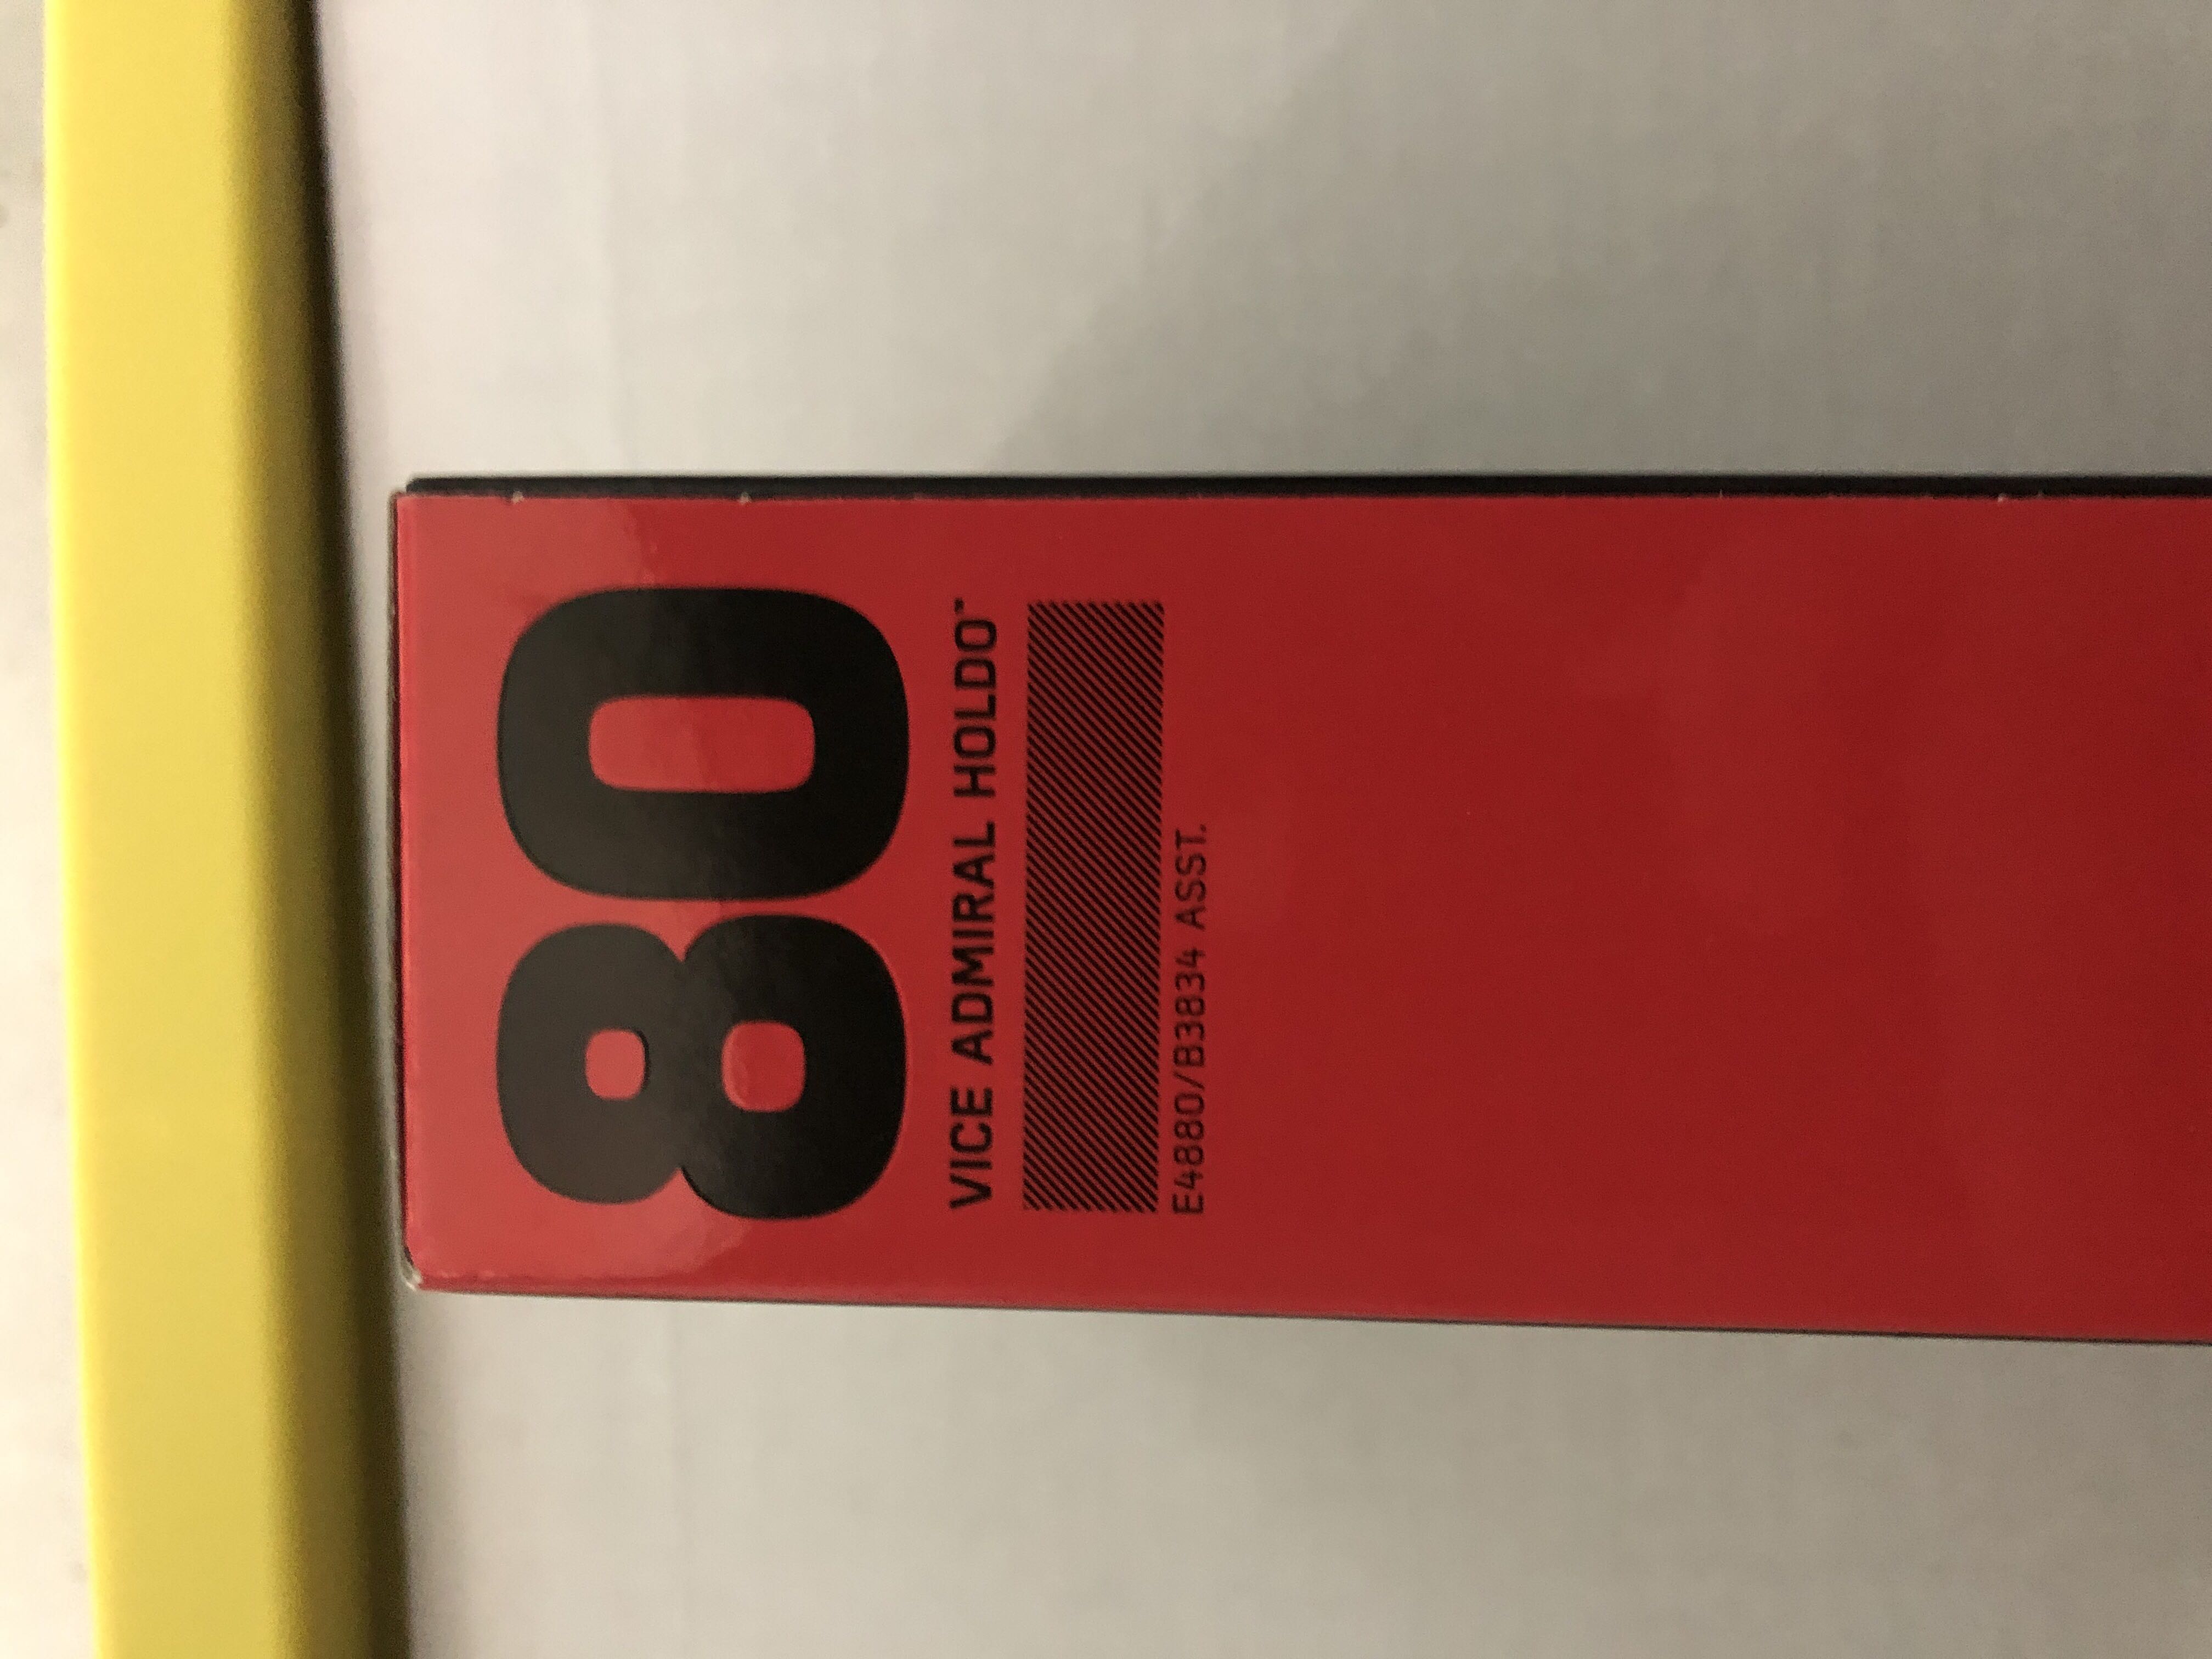 80
VICE ADMIRAL HOLDO™
E4880/B3834 ASST.